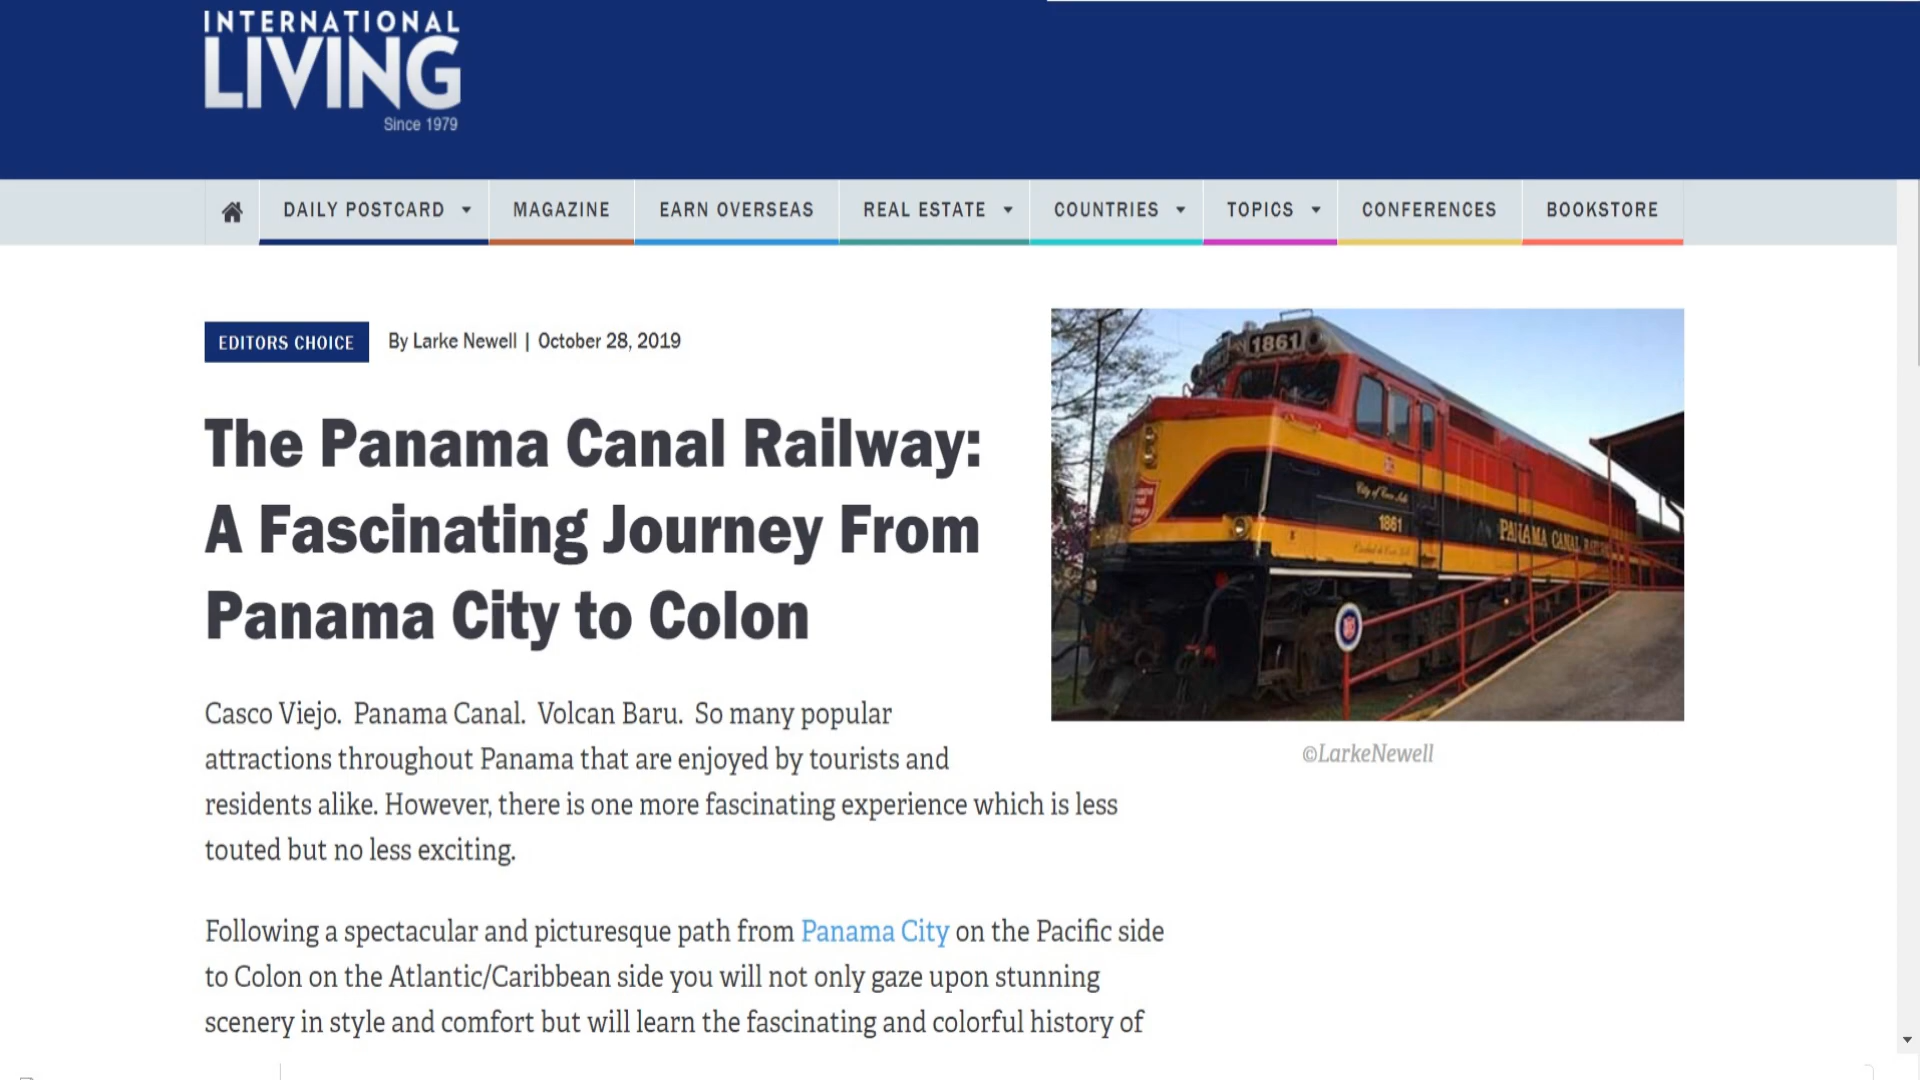 INTERNATIONAL
LIVING
Since 1979
DAILY POSTCARD
MAGAZINE
EARN OVERSEAS
REAL ESTATE
COUNTRIES
TOPICS
CONFERENCES
BOOKSTORE
EDITORS CHOICE
By Larke Newell | October 28, 2019
The Panama Canal Railway:
A Fascinating Journey From
Panama City to Colon
1861
1861
PANAMA CANAL
©LarkeNewell
Casco Viejo.  Panama Canal.  Volcan Baru.  So many popular
attractions throughout Panama that are enjoyed by tourists and
residents alike. However, there is one more fascinating experience which is less
touted but no less exciting.
Following a spectacular and picturesque path from Panama City on the Pacific side
to Colon on the Atlantic/Caribbean side you will not only gaze upon stunning
scenery in style and comfort but will learn the fascinating and colorful history of